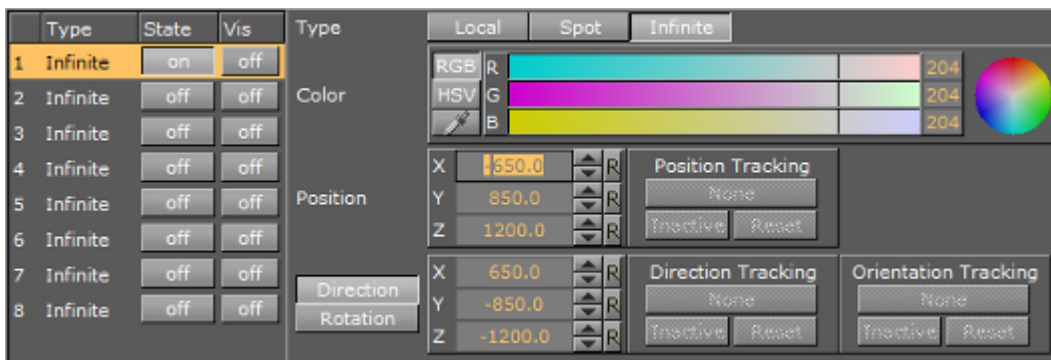 Type State Vis
1 Infinite on off
2 Infinite off off
3 Infinite off off
4 Infinite off off
5 Infinite off off
6 Infinite off off
7 Infinite off off
8 Infinite off off
Type Local Spot Infinite
Color
RGB R 204
HSV G 204
B 204
Position
X -650.0 R
Y 850.0 R
Z 1200.0 R
Position Tracking
None
Inactive Reset
Direction
Rotation
X 650.0 R
Y -850.0 R
Z -1200.0 R
Direction Tracking
None
Inactive Reset
Orientation Tracking
None
Inactive Reset